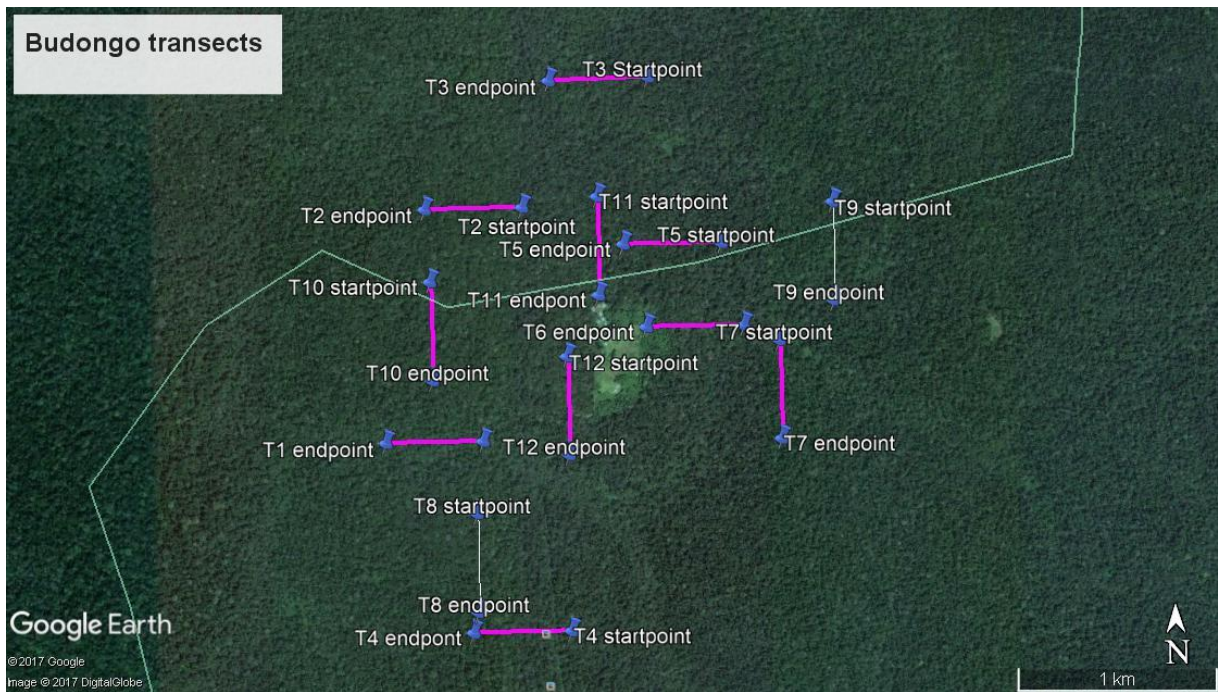 Budongo transects
T3 Startpoint
T3 endpoint
T11 startpoint
T9 startpoint
T2 endpoint
T2 startpoint
T5 startpoint
T5 endpoint
T10 startpoint
T9 endpoint
T11 endpont
T6 endpoint
T7 startpoint
T12 startpoint
T10 endpoint
T7 endpoint
T12 endpoint
T1 endpoint
T8 startpoint
T8 endpoint
T4 startpoint
T4 endpont
Google Earth
N
© 2017 Google
1 km
Image © 2017 DigitalGlobe